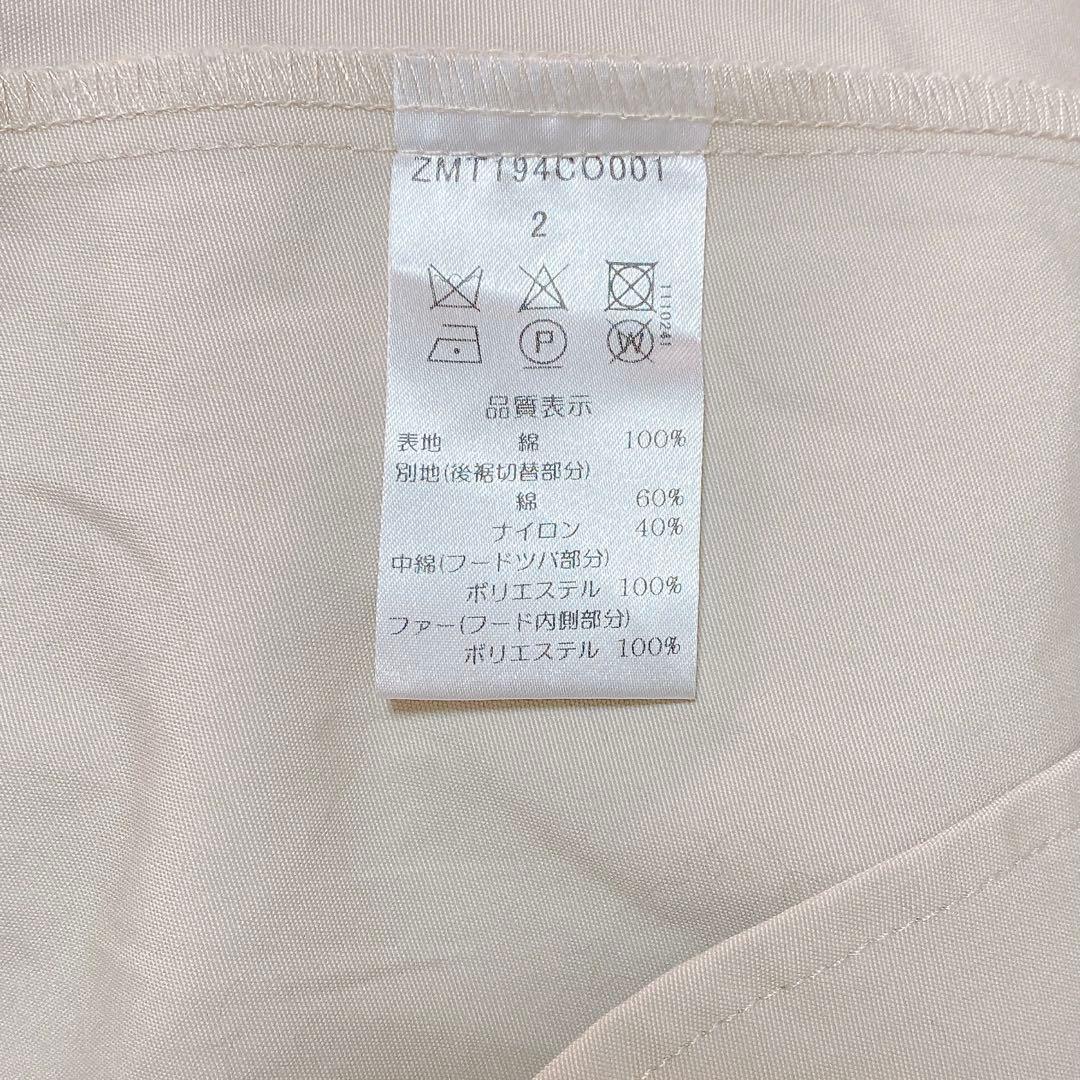 ZMT194CO001
2
1110241
P
W
品質表示
表地 綿 100%
別地(後裾切替部分)
綿 60%
ナイロン 40%
中綿(フードツバ部分)
ポリエステル 100%
ファー(フード内側部分)
ポリエステル 100%